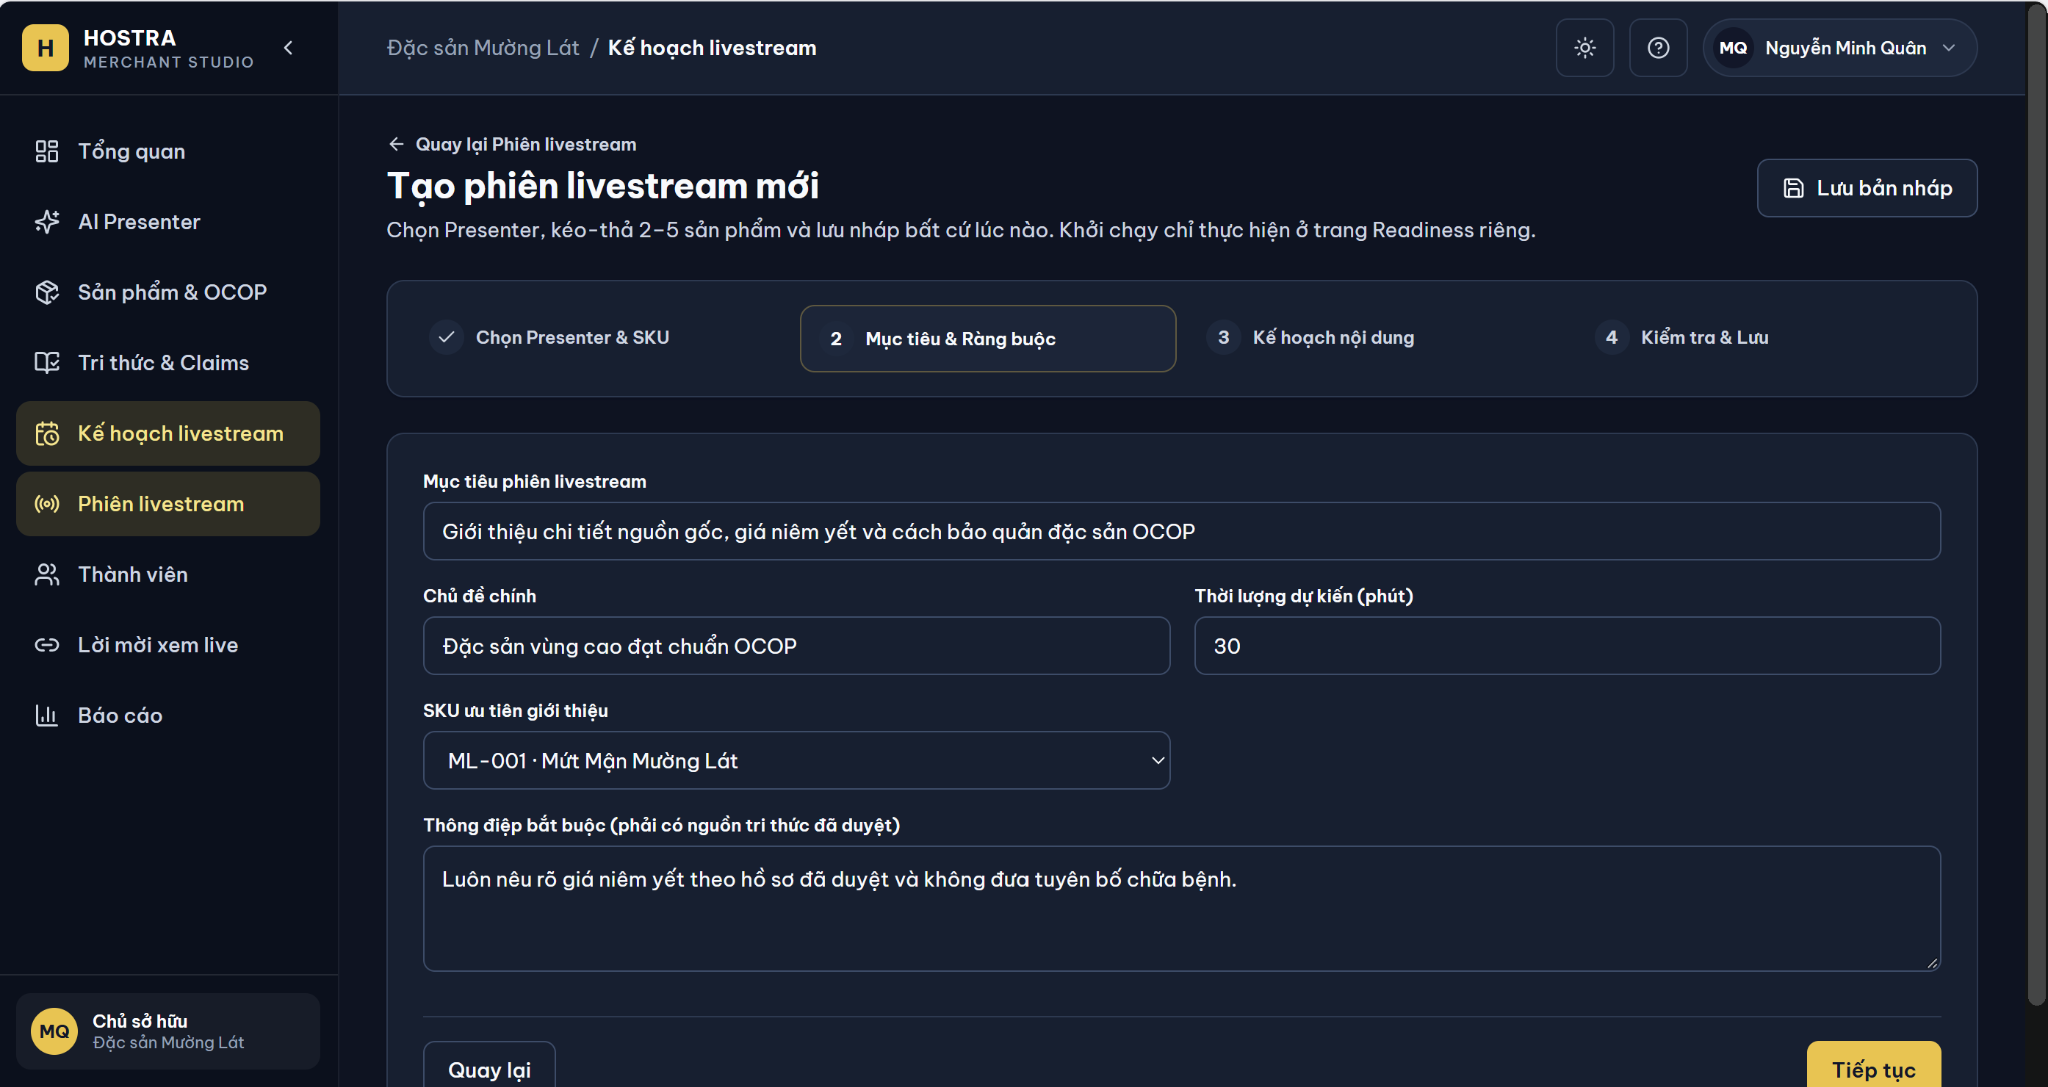 H
HOSTRA
MERCHANT STUDIO
Đặc sản Mường Lát / Kế hoạch livestream
MQ Nguyễn Minh Quân
Tổng quan
AI Presenter
Sản phẩm & OCOP
Tri thức & Claims
Kế hoạch livestream
Phiên livestream
Thành viên
Lời mời xem live
Báo cáo
MQ
Chủ sở hữu
Đặc sản Mường Lát
Quay lại Phiên livestream
Tạo phiên livestream mới
Chọn Presenter, kéo-thả 2–5 sản phẩm và lưu nháp bất cứ lúc nào. Khởi chạy chỉ thực hiện ở trang Readiness riêng.
Lưu bản nháp
Chọn Presenter & SKU
2 Mục tiêu & Ràng buộc
3 Kế hoạch nội dung
4 Kiểm tra & Lưu
Mục tiêu phiên livestream
Giới thiệu chi tiết nguồn gốc, giá niêm yết và cách bảo quản đặc sản OCOP
Chủ đề chính
Đặc sản vùng cao đạt chuẩn OCOP
Thời lượng dự kiến (phút)
30
SKU ưu tiên giới thiệu
ML-001 · Mứt Mận Mường Lát
Thông điệp bắt buộc (phải có nguồn tri thức đã duyệt)
Luôn nêu rõ giá niêm yết theo hồ sơ đã duyệt và không đưa tuyên bố chữa bệnh.
Quay lại
Tiếp tục